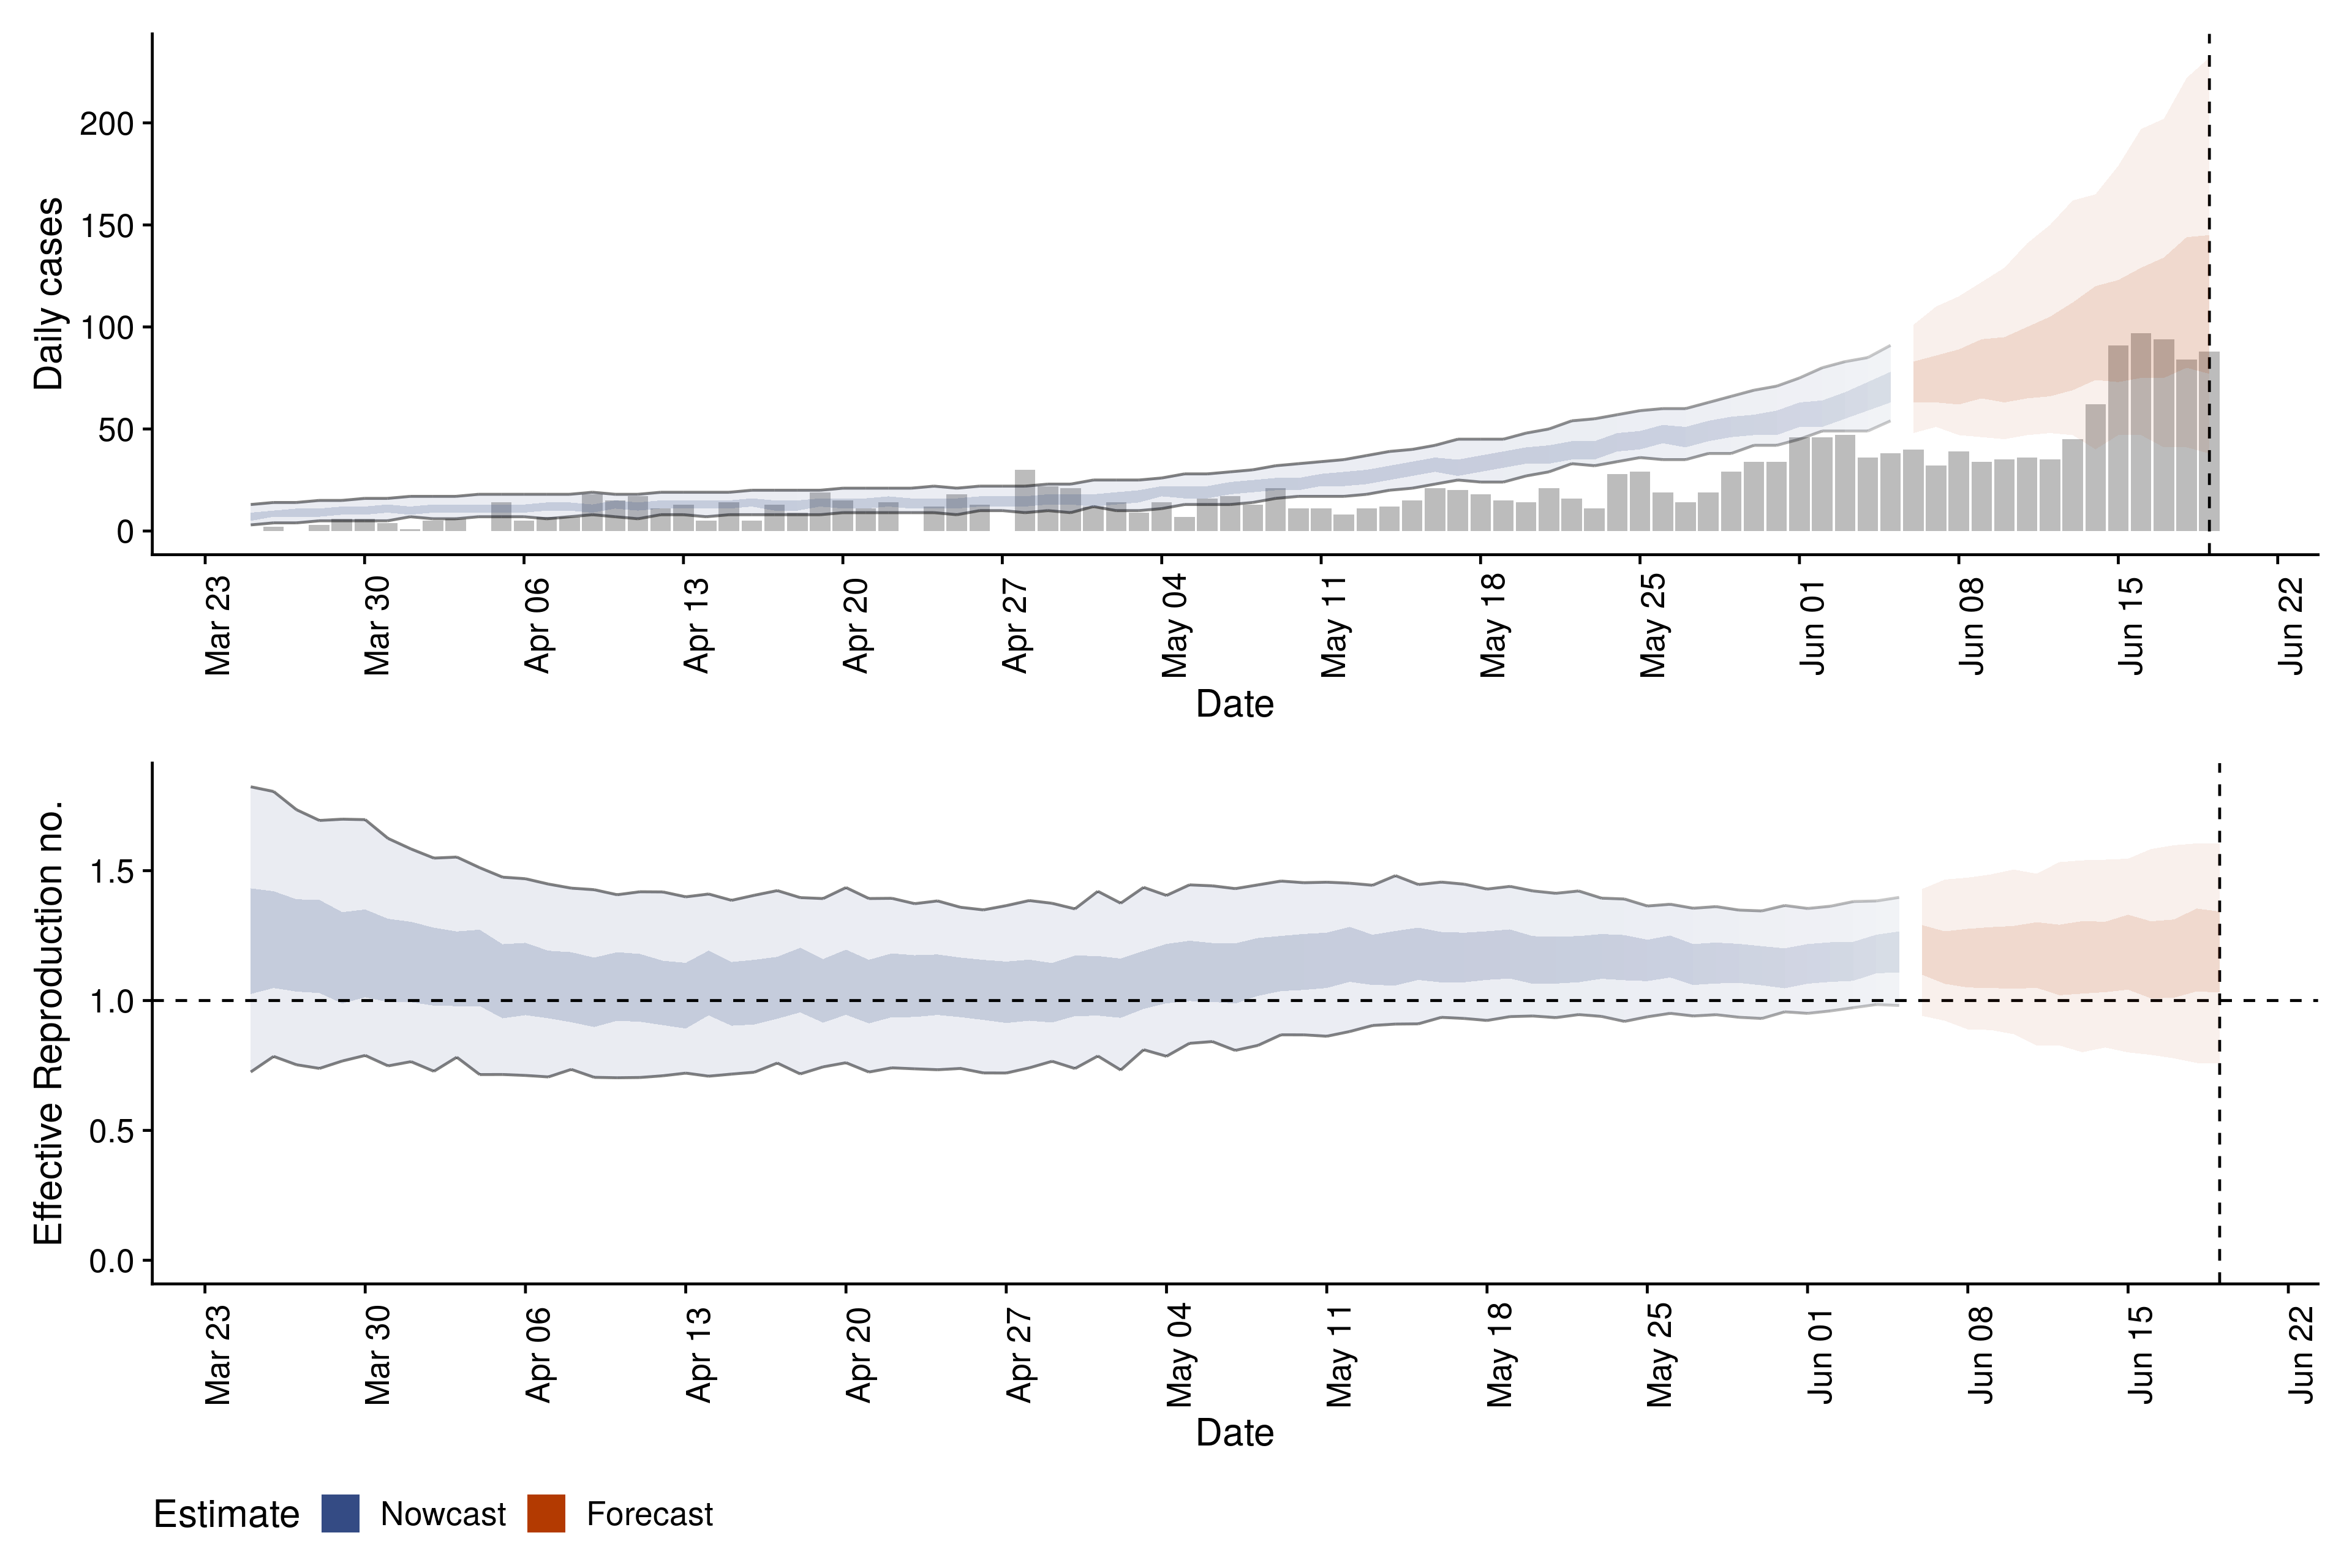 Daily cases
200
150
100
50
0
Mar 23
Mar 30
Apr 06
Apr 13
Apr 20
Apr 27
May 04
May 11
May 18
May 25
Jun 01
Jun 08
Jun 15
Jun 22
Date
Effective Reproduction no.
1.5
1.0
0.5
0.0
Mar 23
Mar 30
Apr 06
Apr 13
Apr 20
Apr 27
May 04
May 11
May 18
May 25
Jun 01
Jun 08
Jun 15
Jun 22
Date
Estimate Nowcast Forecast